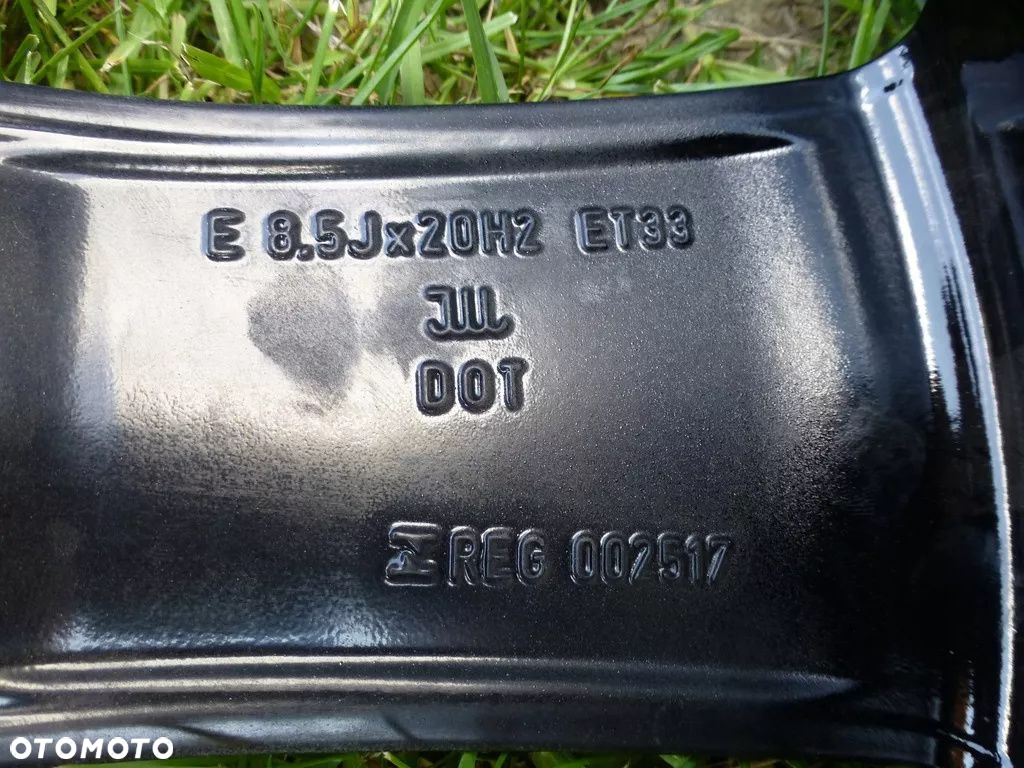 E 8.5Jx20H2 ET33
JWL
DOT
REG 002517
OTOMOTO